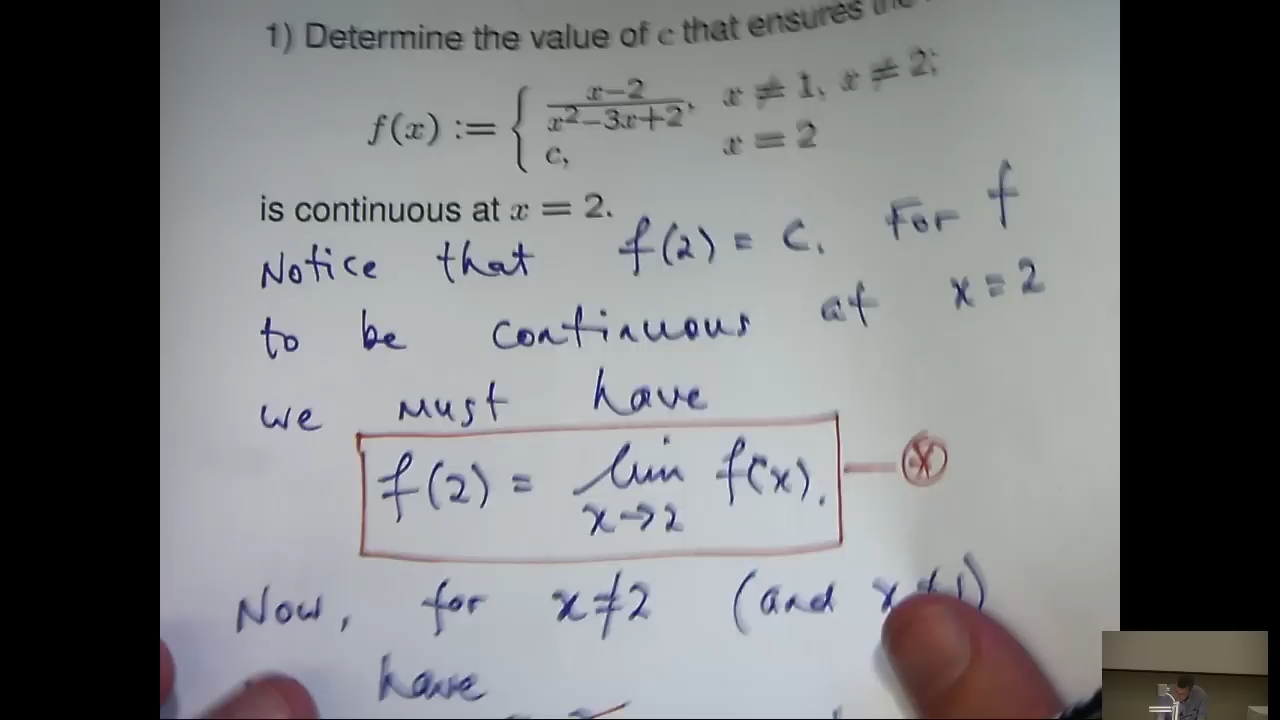 1) Determine the value of c that ensures the
f(x) := { x−2 / x²−3x+2, x ≠ 1, x ≠ 2;
c, x = 2
is continuous at x = 2.
Notice that f(2) = c. For f
to be continuous at x = 2
we must have
f(2) = lim x→2 f(x). — ⊗
Now, for x≠2 (and x≠1)
have